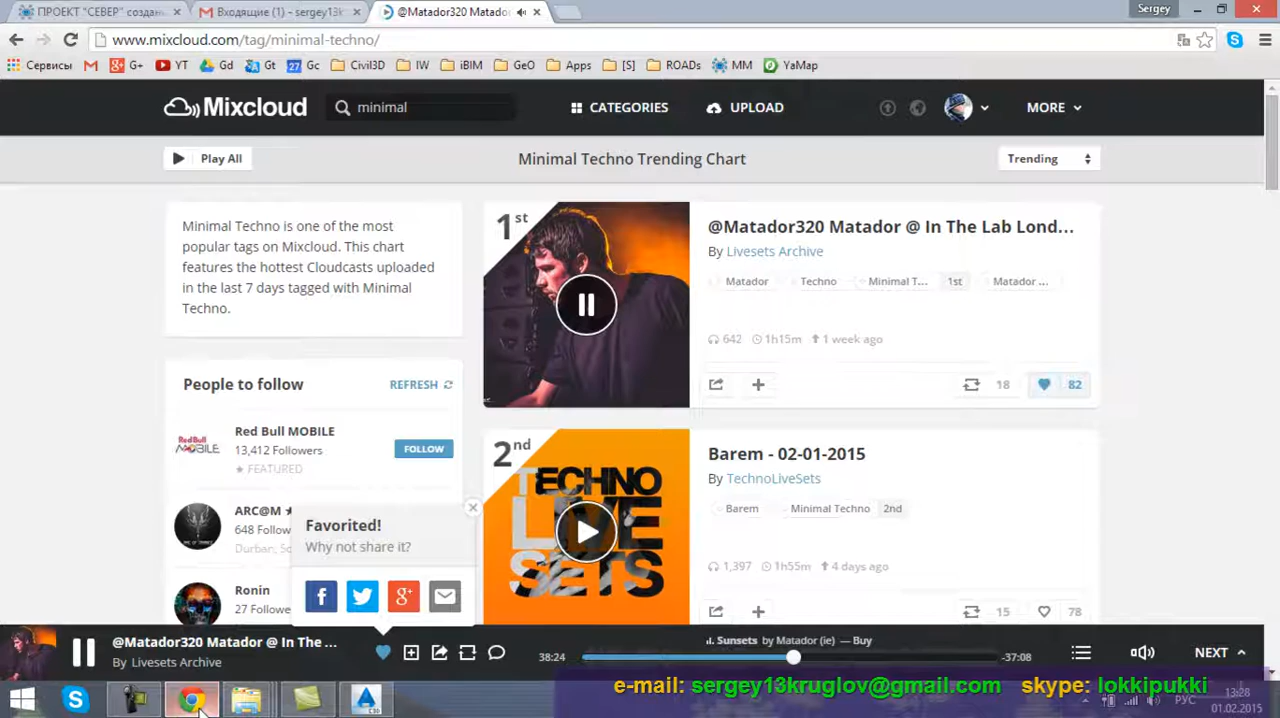 ПРОЕКТ "СЕВЕР" создан
Входящие (1) - sergey13k
@Matador320 Matado
Sergey
www.mixcloud.com/tag/minimal-techno/
Сервисы G+ YT Gd Gt Gc Civil3D IW iBIM GeO Apps [S] ROADs MM YaMap
Mixcloud minimal CATEGORIES UPLOAD MORE
Play All Minimal Techno Trending Chart Trending
Minimal Techno is one of the most
popular tags on Mixcloud. This chart
features the hottest Cloudcasts uploaded
in the last 7 days tagged with Minimal
Techno.
People to follow REFRESH
Red Bull MOBILE
13,412 Followers
★ FEATURED
FOLLOW
ARC@M ★
648 Follow
Durban, So
Ronin
27 Followe
Favorited!
Why not share it?
1st
@Matador320 Matador @ In The Lab Lond...
By Livesets Archive
Matador Techno Minimal T... 1st Matador ...
642 1h15m 1 week ago
18 82
2nd
TECHNO
LIVE
SETS
Barem - 02-01-2015
By TechnoLiveSets
Barem Minimal Techno 2nd
1,397 1h55m 4 days ago
15 78
@Matador320 Matador @ In The ...
By Livesets Archive
38:24
Sunsets by Matador (ie) — Buy
-37:08
NEXT
e-mail: sergey13kruglov@gmail.com skype: lokkipukki
РУС
13:28
01.02.2015